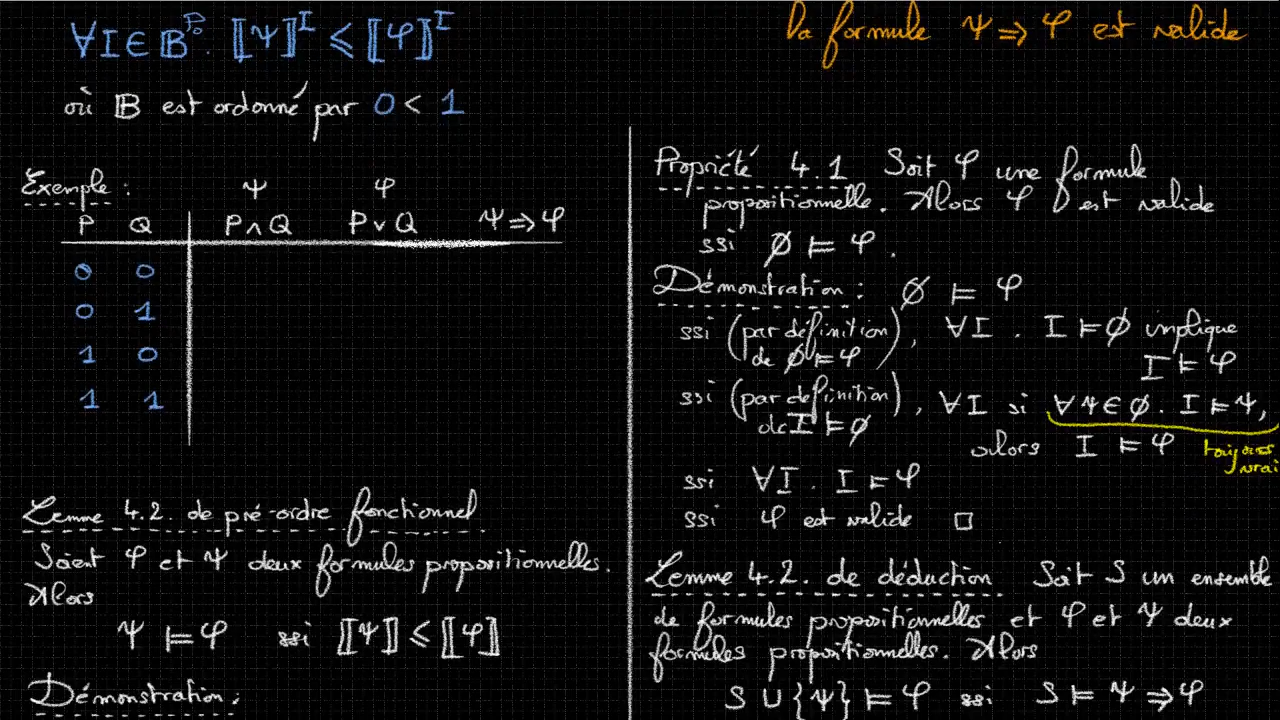 ∀I ∈ 𝔹^P₀. ⟦ψ⟧^I ⩽ ⟦φ⟧^I
où 𝔹 est ordonné par 0 < 1
Exemple : ψ φ
P Q P ∧ Q P ∨ Q ψ ⇒ φ
0 0
0 1
1 0
1 1
Lemme 4.2. de pré-ordre fonctionnel
Soient φ et ψ deux formules propositionnelles.
Alors
ψ ⊨ φ ssi ⟦ψ⟧ ⩽ ⟦φ⟧
Démonstration :
la formule ψ ⇒ φ est valide
Propriété 4.1 Soit φ une formule
propositionnelle. Alors φ est valide
ssi ∅ ⊨ φ.
Démonstration : ∅ ⊨ φ
ssi (par définition
de ∅ ⊨ φ), ∀I. I ⊨ ∅ implique
I ⊨ φ
ssi (par définition
de I ⊨ ∅), ∀I si ∀ψ ∈ ∅. I ⊨ ψ,
alors I ⊨ φ toujours
vrai
ssi ∀I. I ⊨ φ
ssi φ est valide □
Lemme 4.2. de déduction Soit S un ensemble
de formules propositionnelles et φ et ψ deux
formules propositionnelles. Alors
S ∪ {ψ} ⊨ φ ssi S ⊨ ψ ⇒ φ